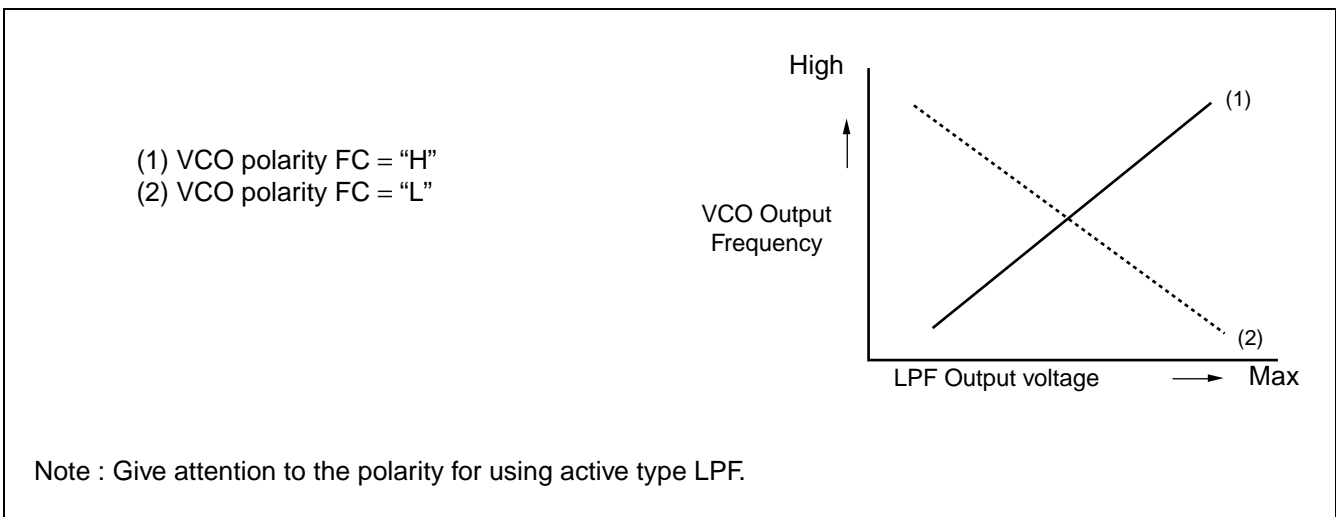 (1) VCO polarity FC = “H”
(2) VCO polarity FC = “L”
High
(1)
VCO Output
Frequency
(2)
LPF Output voltage
Max
Note : Give attention to the polarity for using active type LPF.